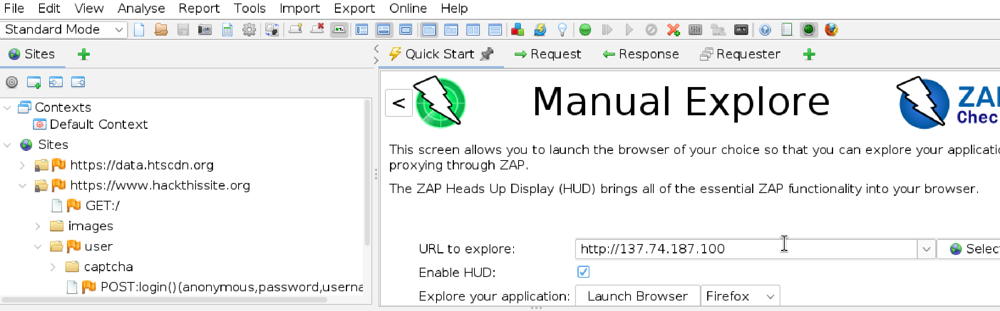 File Edit View Analyse Report Tools Import Export Online Help
Standard Mode
Sites
Quick Start Request Response Requester
< Manual Explore
Contexts
Default Context
Sites
https://data.htscdn.org
https://www.hackthissite.org
GET:/
images
user
captcha
POST:login()(anonymous,password,userna
This screen allows you to launch the browser of your choice so that you can explore your applicati
proxying through ZAP.
The ZAP Heads Up Display (HUD) brings all of the essential ZAP functionality into your browser.
URL to explore: http://137.74.187.100 Selec
Enable HUD:
Explore your application: Launch Browser Firefox
ZA
Chec